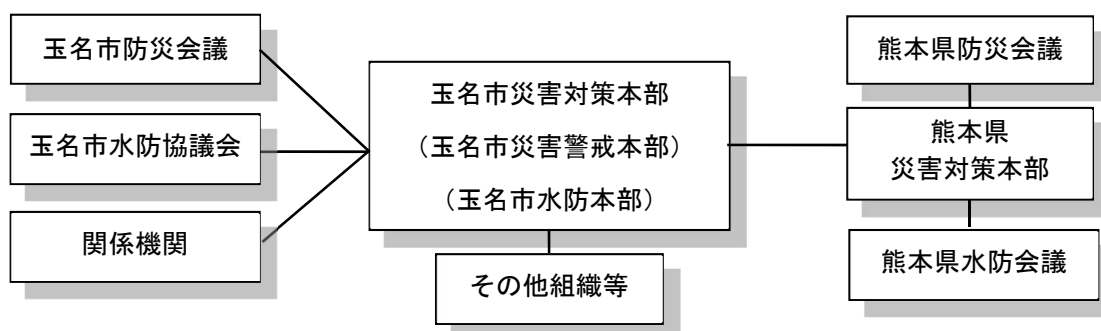 玉名市防災会議
玉名市水防協議会
関係機関
玉名市災害対策本部
（玉名市災害警戒本部）
（玉名市水防本部）
その他組織等
熊本県防災会議
熊本県
災害対策本部
熊本県水防会議